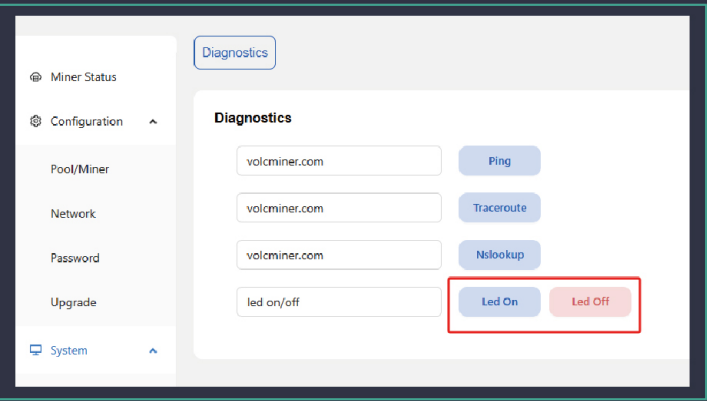 Diagnostics
Miner Status
Configuration
Pool/Miner
Network
Password
Upgrade
System
Diagnostics
volcminer.com Ping
volcminer.com Traceroute
volcminer.com Nslookup
led on/off Led On Led Off